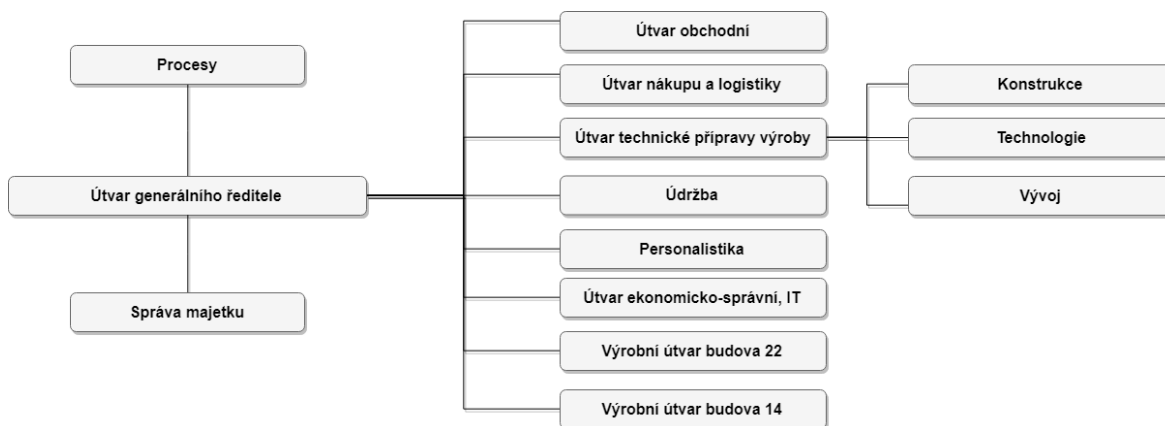 Procesy
Útvar generálního ředitele
Správa majetku
Útvar obchodní
Útvar nákupu a logistiky
Útvar technické přípravy výroby
Údržba
Personalistika
Útvar ekonomicko-správní, IT
Výrobní útvar budova 22
Výrobní útvar budova 14
Konstrukce
Technologie
Vývoj